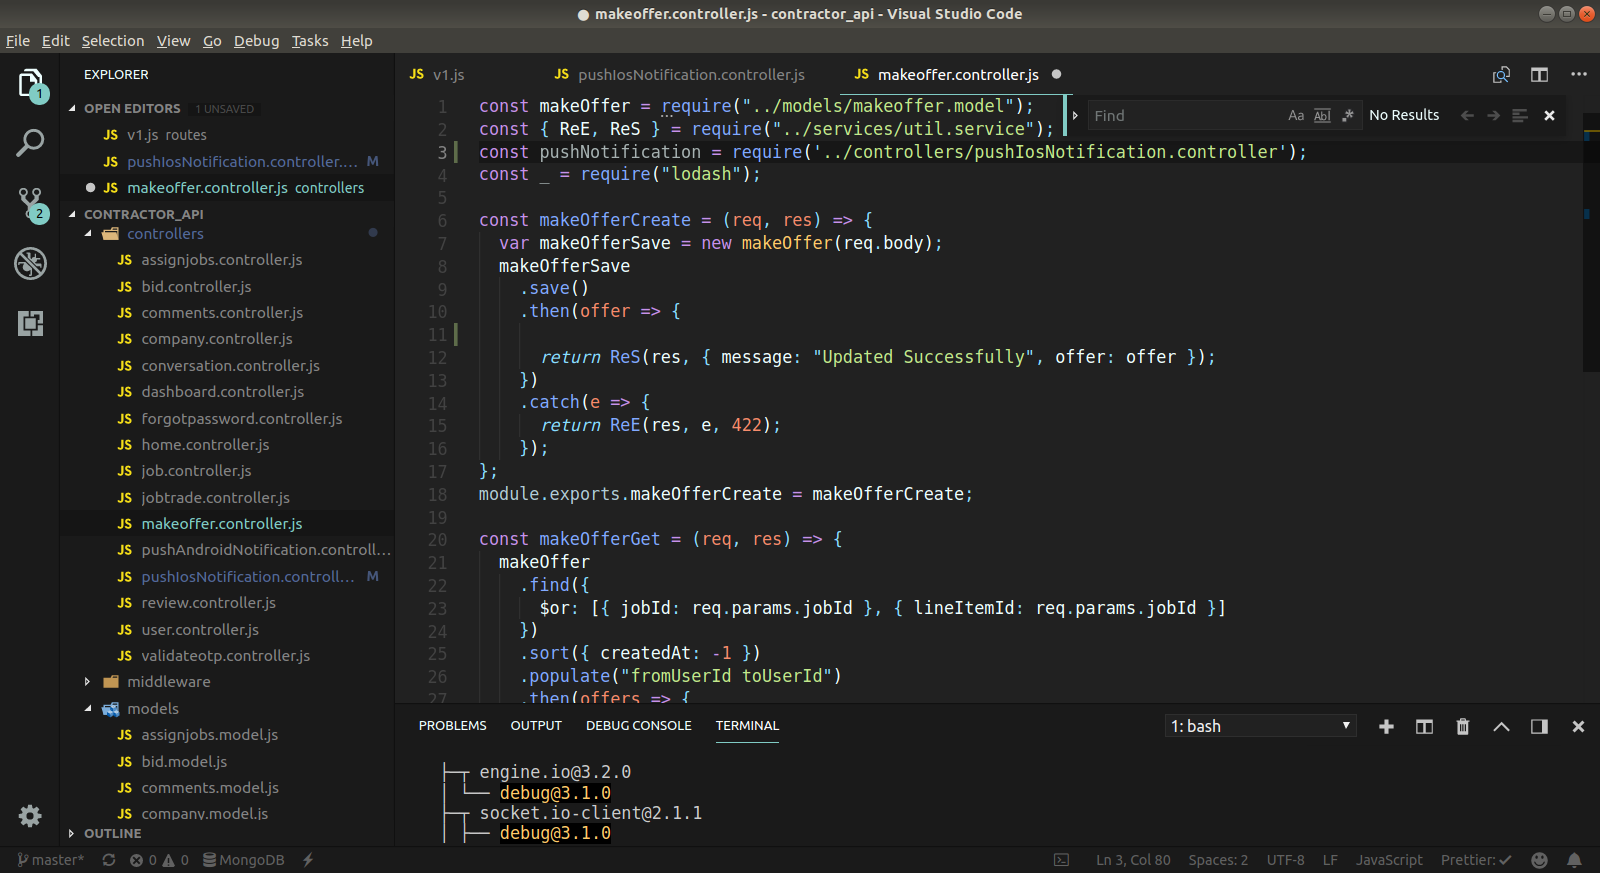 makeoffer.controller.js - contractor_api - Visual Studio Code
File Edit Selection View Go Debug Tasks Help
EXPLORER
OPEN EDITORS 1 UNSAVED
JS v1.js routes
JS pushIosNotification.controller.... M
JS makeoffer.controller.js controllers
CONTRACTOR_API
controllers
JS assignjobs.controller.js
JS bid.controller.js
JS comments.controller.js
JS company.controller.js
JS conversation.controller.js
JS dashboard.controller.js
JS forgotpassword.controller.js
JS home.controller.js
JS job.controller.js
JS jobtrade.controller.js
JS makeoffer.controller.js
JS pushAndroidNotification.controll...
JS pushIosNotification.controll... M
JS review.controller.js
JS user.controller.js
JS validateotp.controller.js
middleware
models
JS assignjobs.model.js
JS bid.model.js
JS comments.model.js
JS company.model.js
OUTLINE
1
2
JS v1.js JS pushIosNotification.controller.js JS makeoffer.controller.js
Find Aa Abl .* No Results
1 const makeOffer = require("../models/makeoffer.model");
2 const { ReE, ReS } = require("../services/util.service");
3 const pushNotification = require('../controllers/pushIosNotification.controller');
4 const _ = require("lodash");
5
6 const makeOfferCreate = (req, res) => {
7 var makeOfferSave = new makeOffer(req.body);
8 makeOfferSave
9 .save()
10 .then(offer => {
11
12 return ReS(res, { message: "Updated Successfully", offer: offer });
13 })
14 .catch(e => {
15 return ReE(res, e, 422);
16 });
17 };
18 module.exports.makeOfferCreate = makeOfferCreate;
19
20 const makeOfferGet = (req, res) => {
21 makeOffer
22 .find({
23 $or: [{ jobId: req.params.jobId }, { lineItemId: req.params.jobId }]
24 })
25 .sort({ createdAt: -1 })
26 .populate("fromUserId toUserId")
27 .then(offers => {
PROBLEMS OUTPUT DEBUG CONSOLE TERMINAL 1: bash
├─┬ engine.io@3.2.0
│ └── debug@3.1.0
├─┬ socket.io-client@2.1.1
│ ├── debug@3.1.0
master* 0 0 MongoDB Ln 3, Col 80 Spaces: 2 UTF-8 LF JavaScript Prettier: ✓